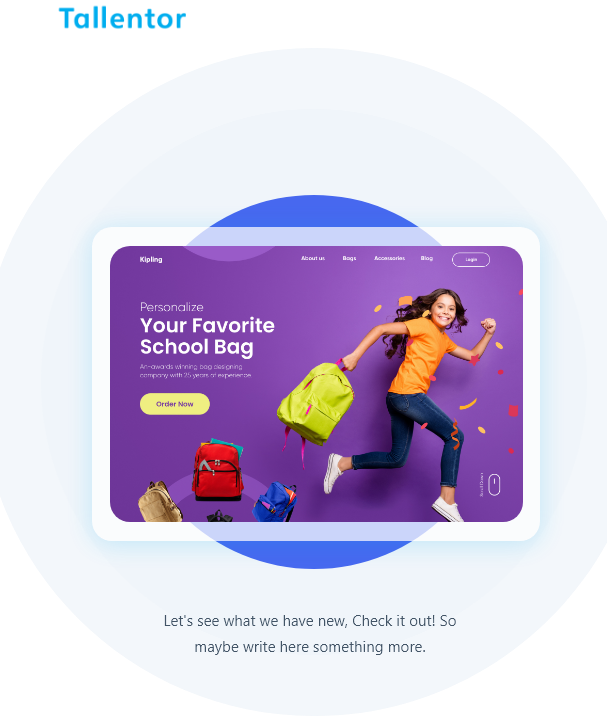 Tallentor
Kipling
About us Bags Accessories Blog Login
Personalize
Your Favorite
School Bag
An-awards winning bag designing
company with 25 years of experience
Order Now
Let's see what we have new, Check it out! So
maybe write here something more.